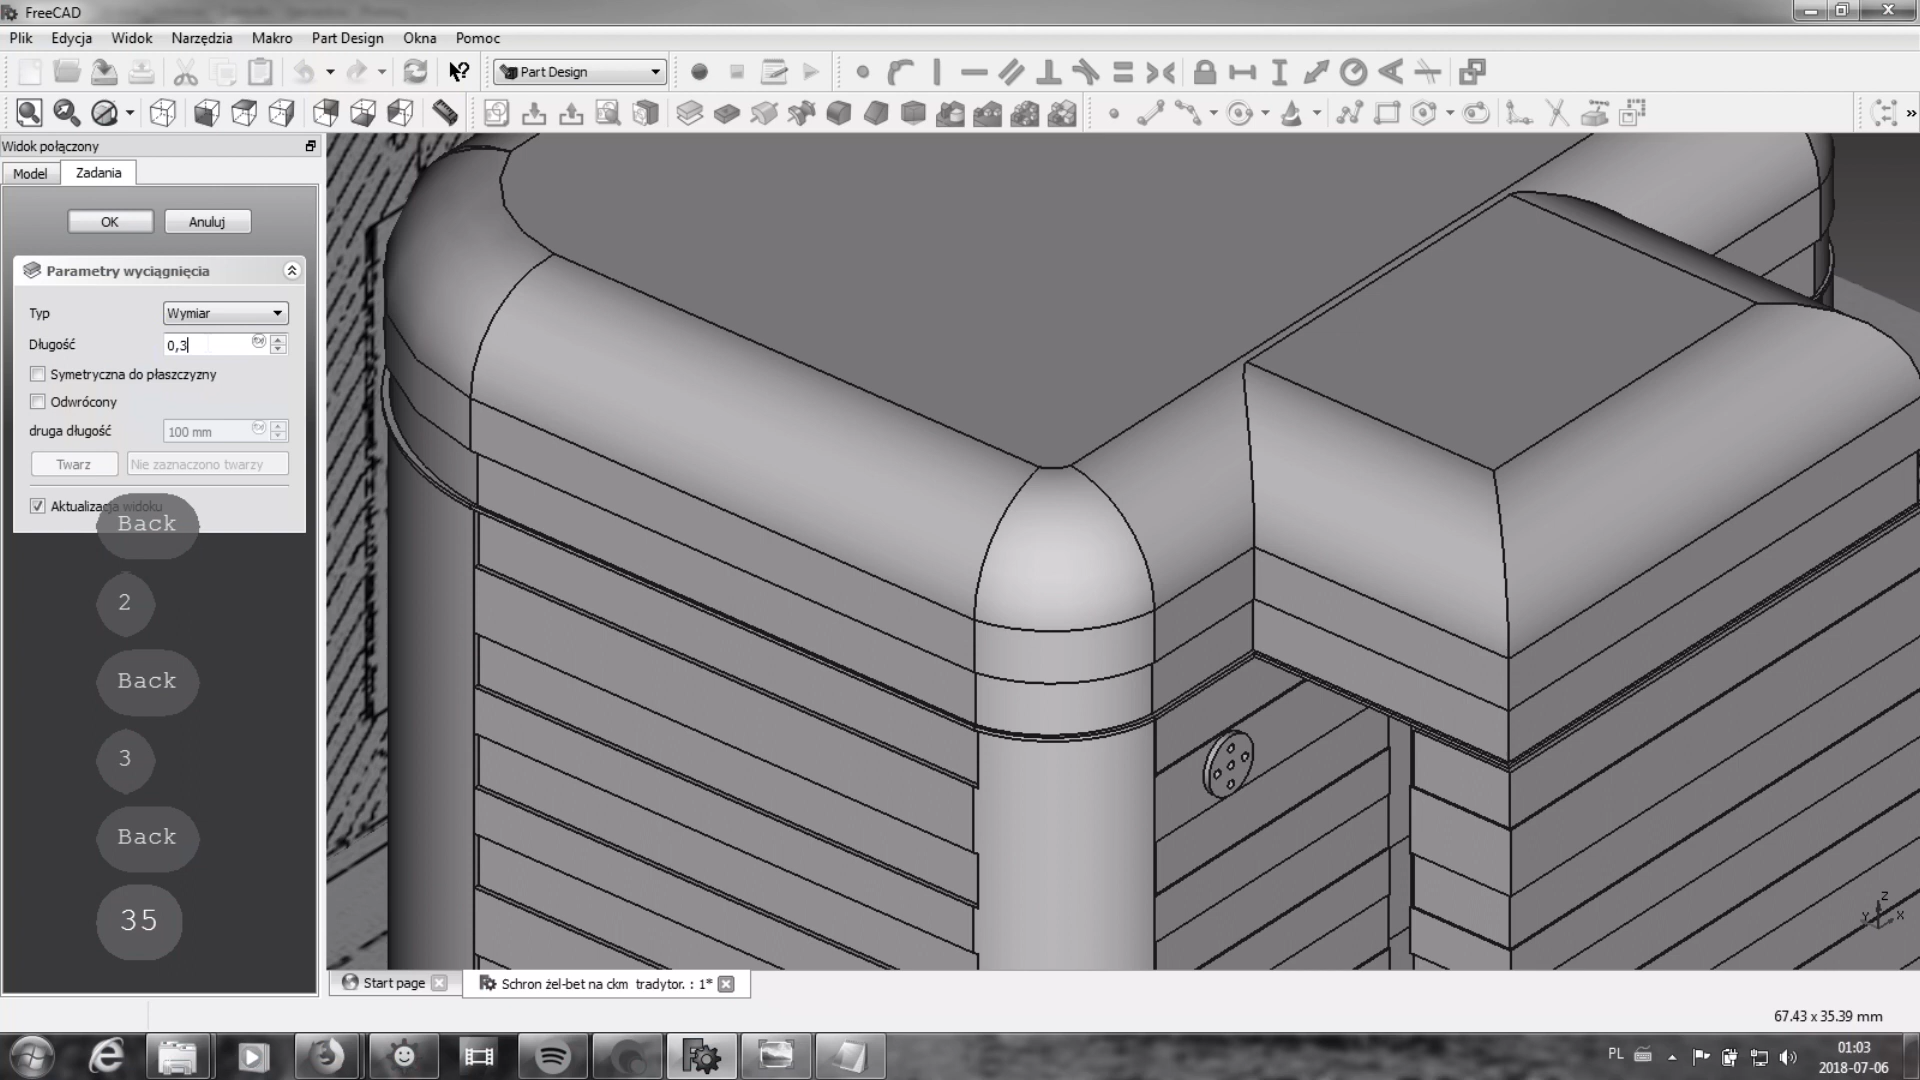 FreeCAD
Plik Edycja Widok Narzędzia Makro Part Design Okna Pomoc
Part Design
Widok połączony
Model Zadania
OK Anuluj
Parametry wyciągnięcia
Typ Wymiar
Długość 0,3
Symetryczna do płaszczyzny
Odwrócony
druga długość 100 mm
Twarz Nie zaznaczono twarzy
Aktualizacja widoku
Back
2
Back
3
Back
35
Z
Y X
Start page Schron żel-bet na ckm tradytor. : 1*
67.43 x 35.39 mm
PL 01:03
2018-07-06